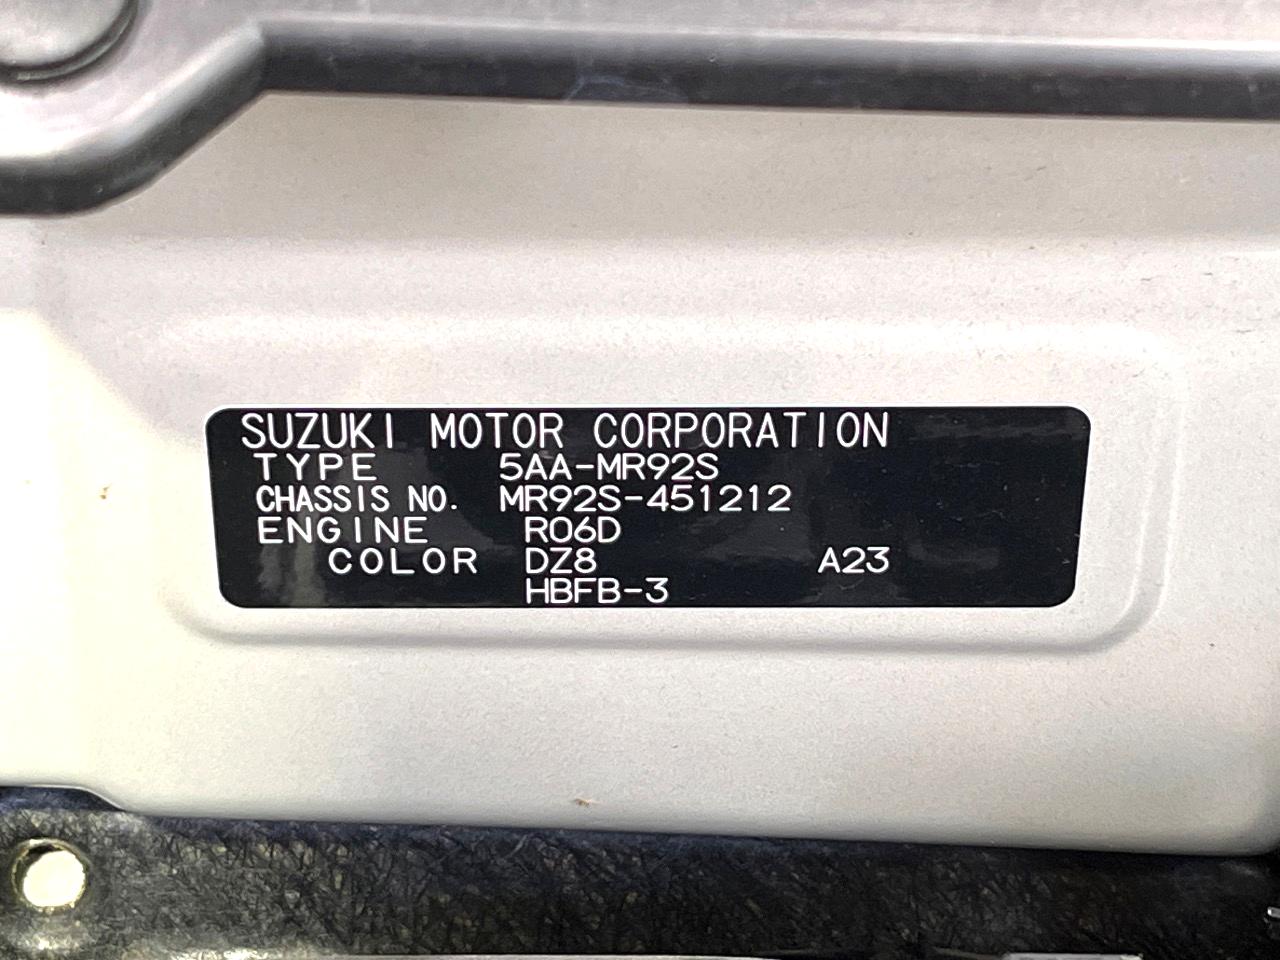 SUZUKI MOTOR CORPORATION
TYPE 5AA-MR92S
CHASSIS NO. MR92S-451212
ENGINE R06D
COLOR DZ8 A23
HBFB-3